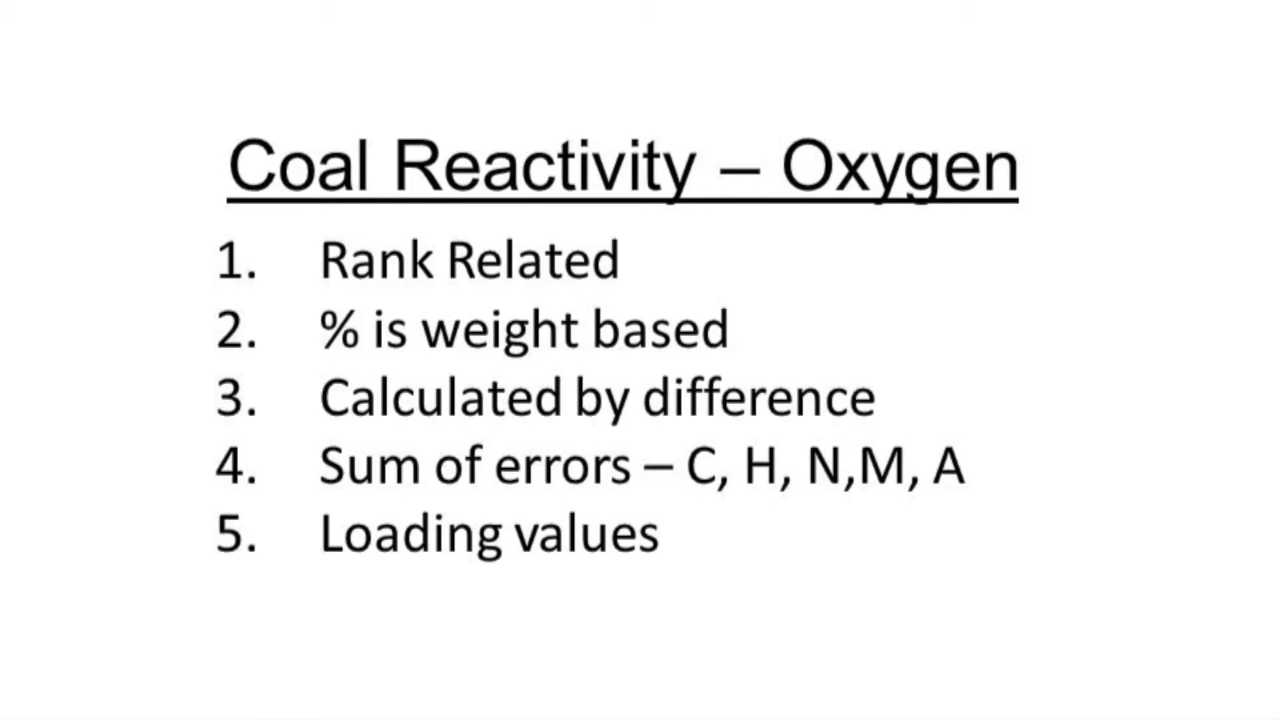 Coal Reactivity – Oxygen
1. Rank Related
2. % is weight based
3. Calculated by difference
4. Sum of errors – C, H, N,M, A
5. Loading values